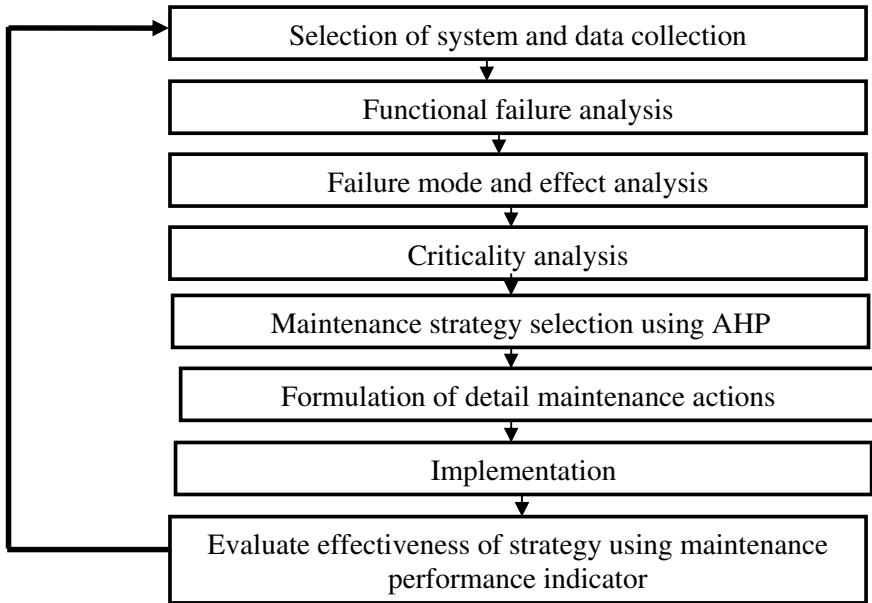 Selection of system and data collection
Functional failure analysis
Failure mode and effect analysis
Criticality analysis
Maintenance strategy selection using AHP
Formulation of detail maintenance actions
Implementation
Evaluate effectiveness of strategy using maintenance
performance indicator